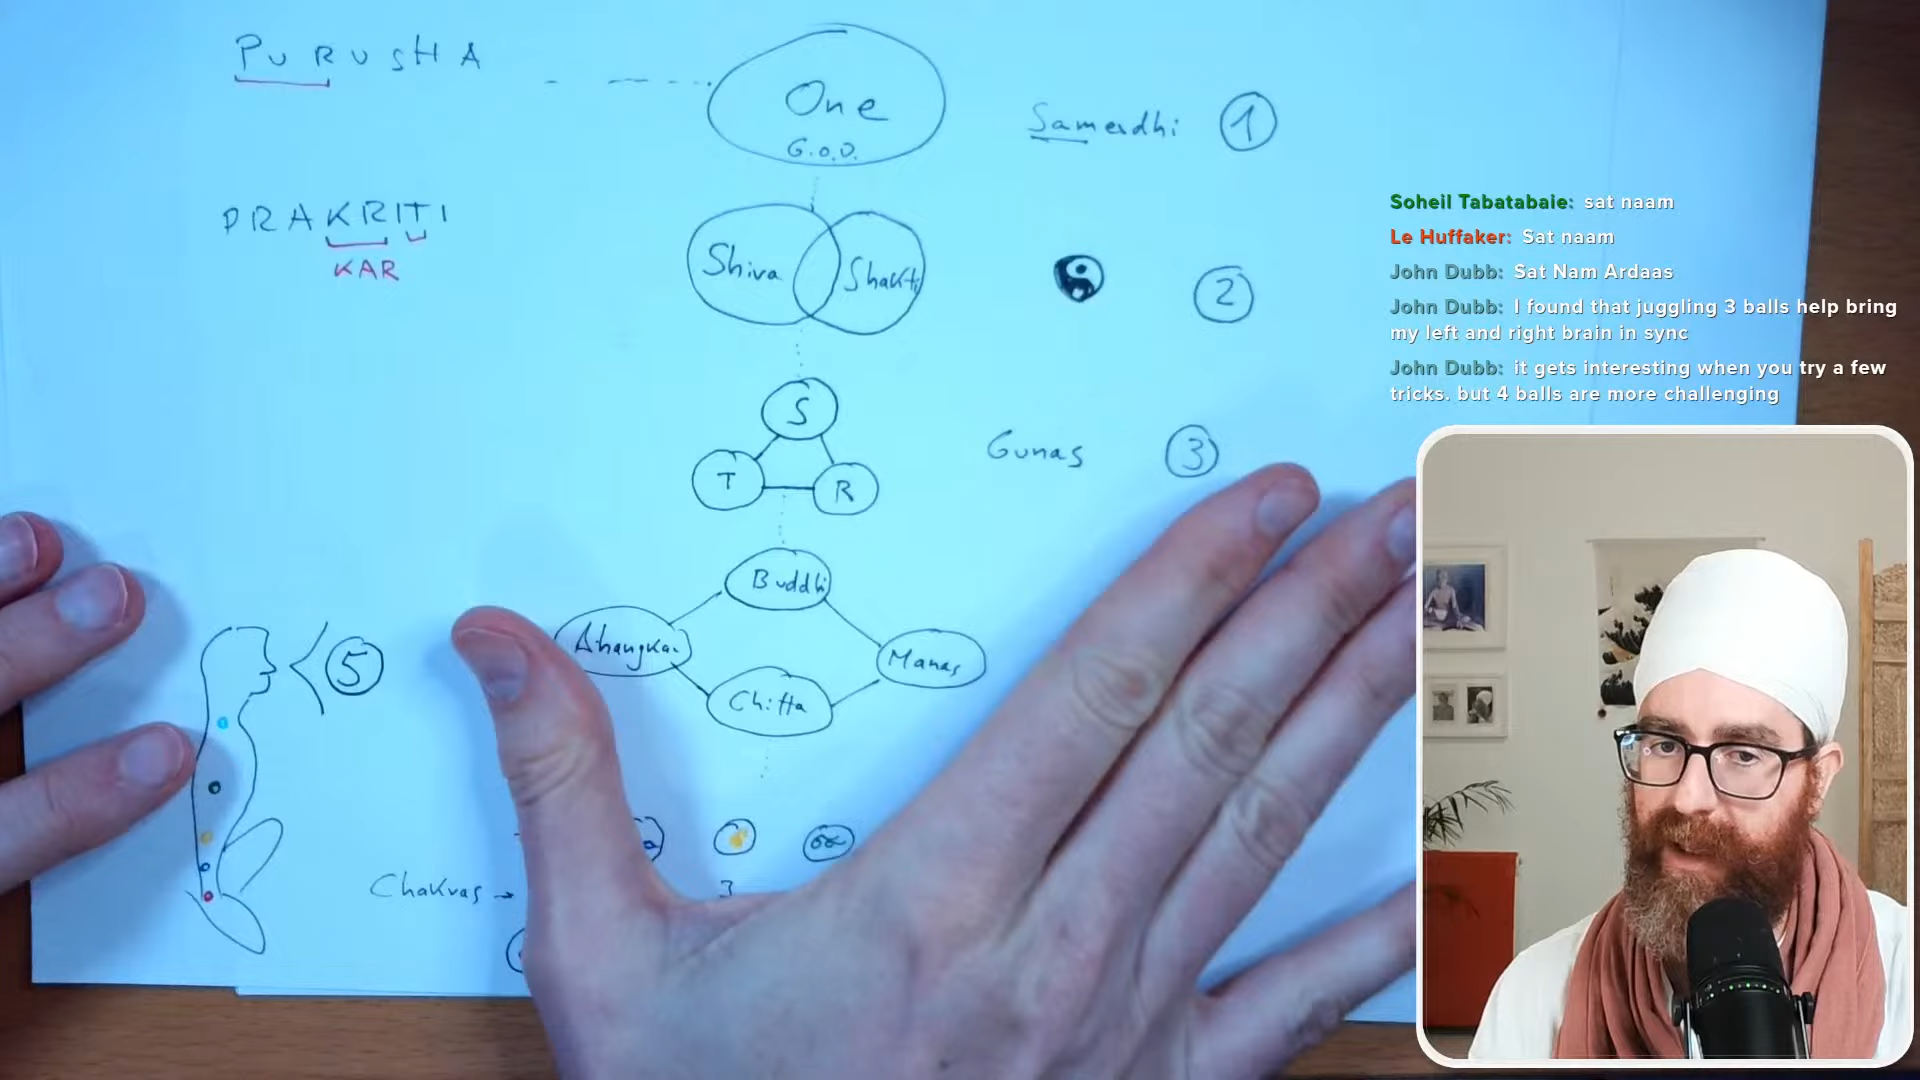 PURUSHA
One
G.O.D.
Samadhi 1
PRAKRITI
KAR
Shiva Shakti
2
S
T R
Gunas 3
Buddhi
Manas
Chitta
5
Chakras →
3
Soheil Tabatabaie: sat naam
Le Huffaker: Sat naam
John Dubb: Sat Nam Ardaas
John Dubb: I found that juggling 3 balls help bring
my left and right brain in sync
John Dubb: it gets interesting when you try a few
tricks. but 4 balls are more challenging